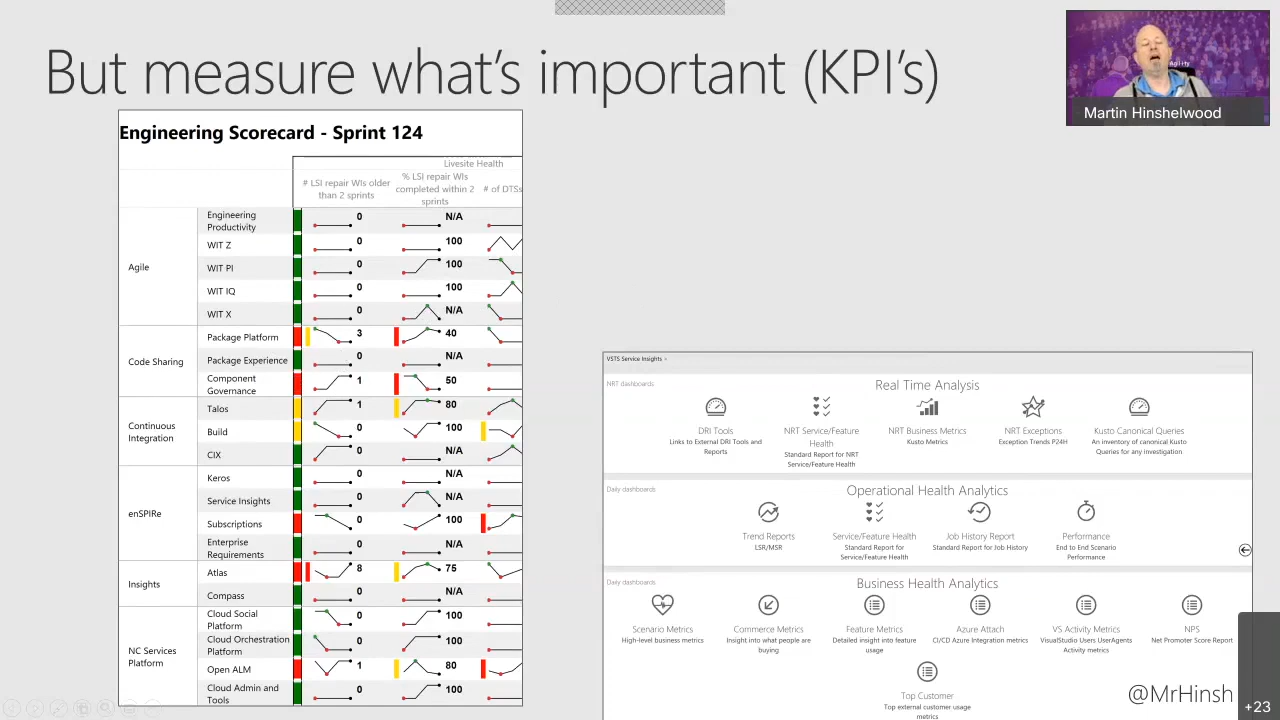 But measure what's important (KPI's)
Agility
Martin Hinshelwood
Engineering Scorecard - Sprint 124
Livesite Health
# LSI repair WIs older than 2 sprints
% LSI repair WIs completed within 2 sprints
# of DTSs
Agile
Engineering Productivity 0 N/A
WIT Z 0 100
WIT PI 0 100
WIT IQ 0 100
WIT X 0 N/A
Code Sharing
Package Platform 3 40
Package Experience 0 N/A
Component Governance 1 50
Continuous Integration
Talos 1 80
Build 0 100
CIX 0 N/A
enSPIRe
Keros 0 N/A
Service Insights 0 N/A
Subscriptions 0 100
Enterprise Requirements 0 N/A
Insights
Atlas 8 75
Compass 0 N/A
NC Services Platform
Cloud Social Platform 0 100
Cloud Orchestration Platform 0 100
Open ALM 1 80
Cloud Admin and Tools 0 100
VSTS Service Insights
NRT dashboards
Real Time Analysis
DRI Tools
Links to External DRI Tools and Reports
NRT Service/Feature Health
Standard Report for NRT Service/Feature Health
NRT Business Metrics
Kusto Metrics
NRT Exceptions
Exception Trends P24H
Kusto Canonical Queries
An inventory of canonical Kusto Queries for any investigation
Daily dashboards
Operational Health Analytics
Trend Reports
LSR/MSR
Service/Feature Health
Standard Report for Service/Feature Health
Job History Report
Standard Report for Job History
Performance
End to End Scenario Performance
Daily dashboards
Business Health Analytics
Scenario Metrics
High-level business metrics
Commerce Metrics
Insight into what people are buying
Feature Metrics
Detailed insight into feature usage
Azure Attach
CI/CD Azure Integration metrics
VS Activity Metrics
VisualStudio Users UserAgents Activity metrics
NPS
Net Promoter Score Report
Top Customer
Top external customer usage metrics
@MrHinsh
+23